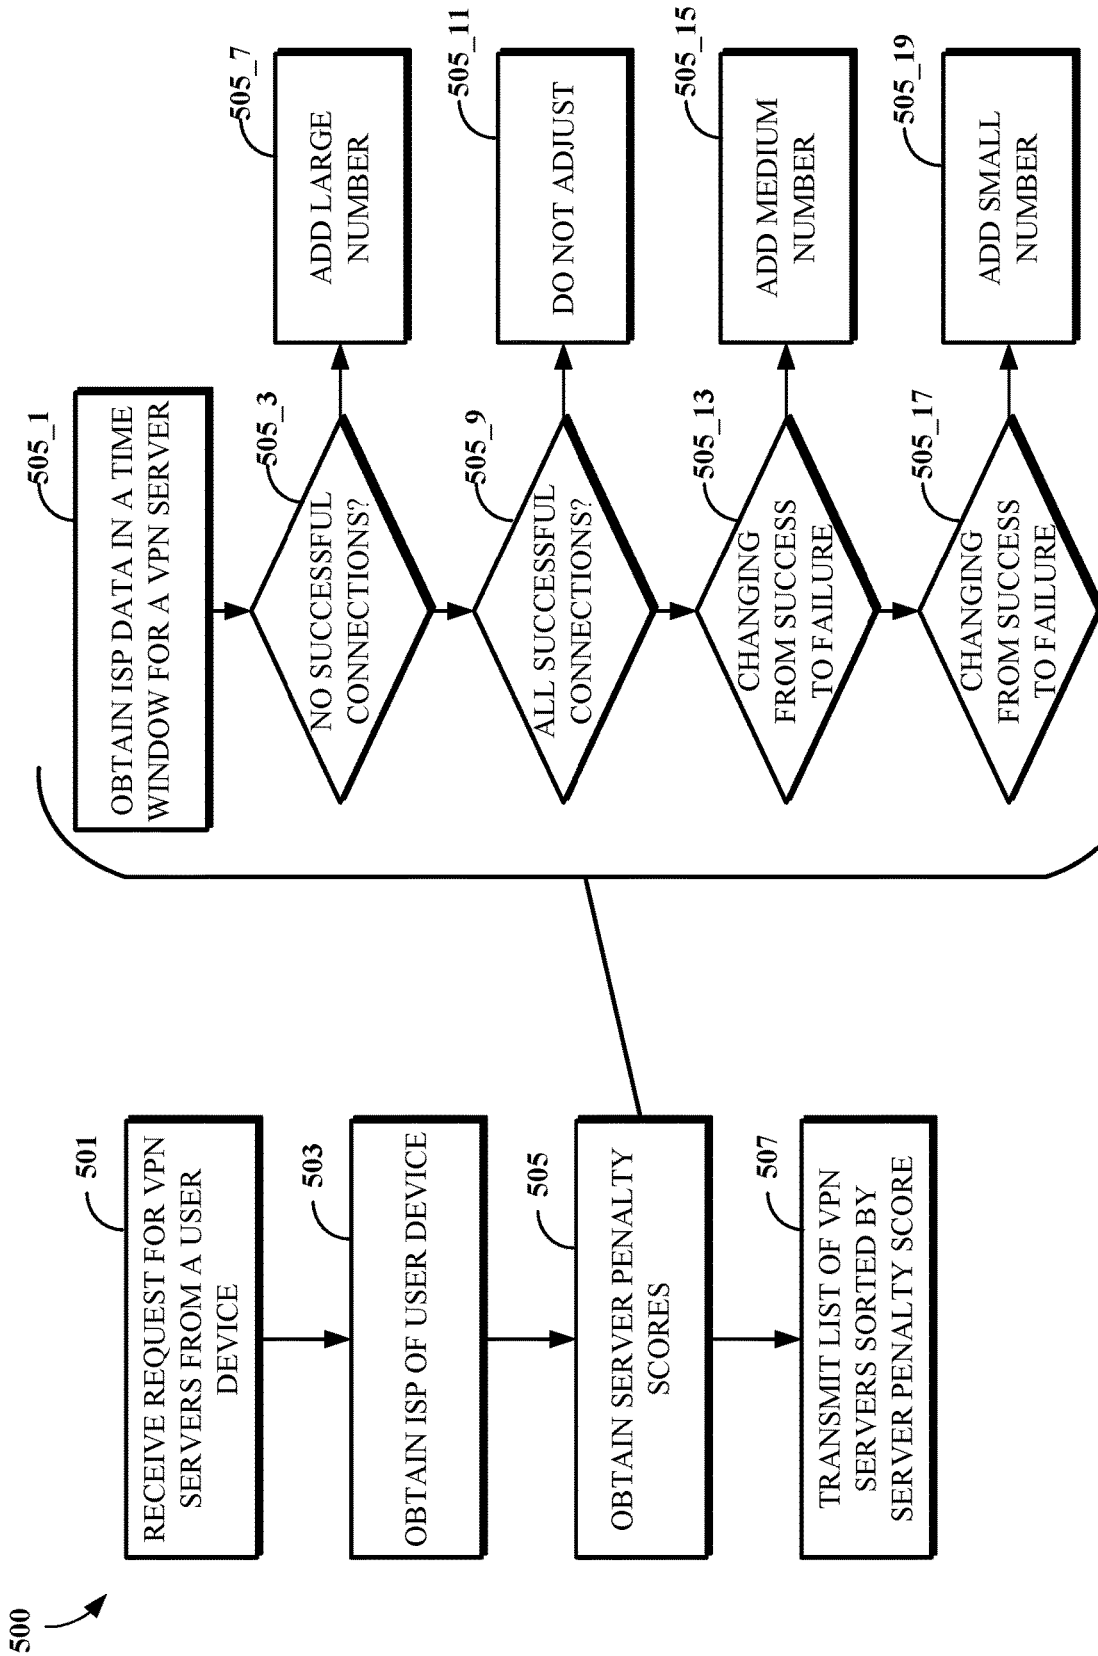 500
501
RECEIVE REQUEST FOR VPN
SERVERS FROM A USER
DEVICE
503
OBTAIN ISP OF USER DEVICE
505
OBTAIN SERVER PENALTY
SCORES
507
TRANSMIT LIST OF VPN
SERVERS SORTED BY
SERVER PENALTY SCORE
505_1
OBTAIN ISP DATA IN A TIME
WINDOW FOR A VPN SERVER
505_3
NO SUCCESSFUL
CONNECTIONS?
505_7
ADD LARGE
NUMBER
505_9
ALL SUCCESSFUL
CONNECTIONS?
505_11
DO NOT ADJUST
505_13
CHANGING
FROM SUCCESS
TO FAILURE
505_15
ADD MEDIUM
NUMBER
505_17
CHANGING
FROM SUCCESS
TO FAILURE
505_19
ADD SMALL
NUMBER